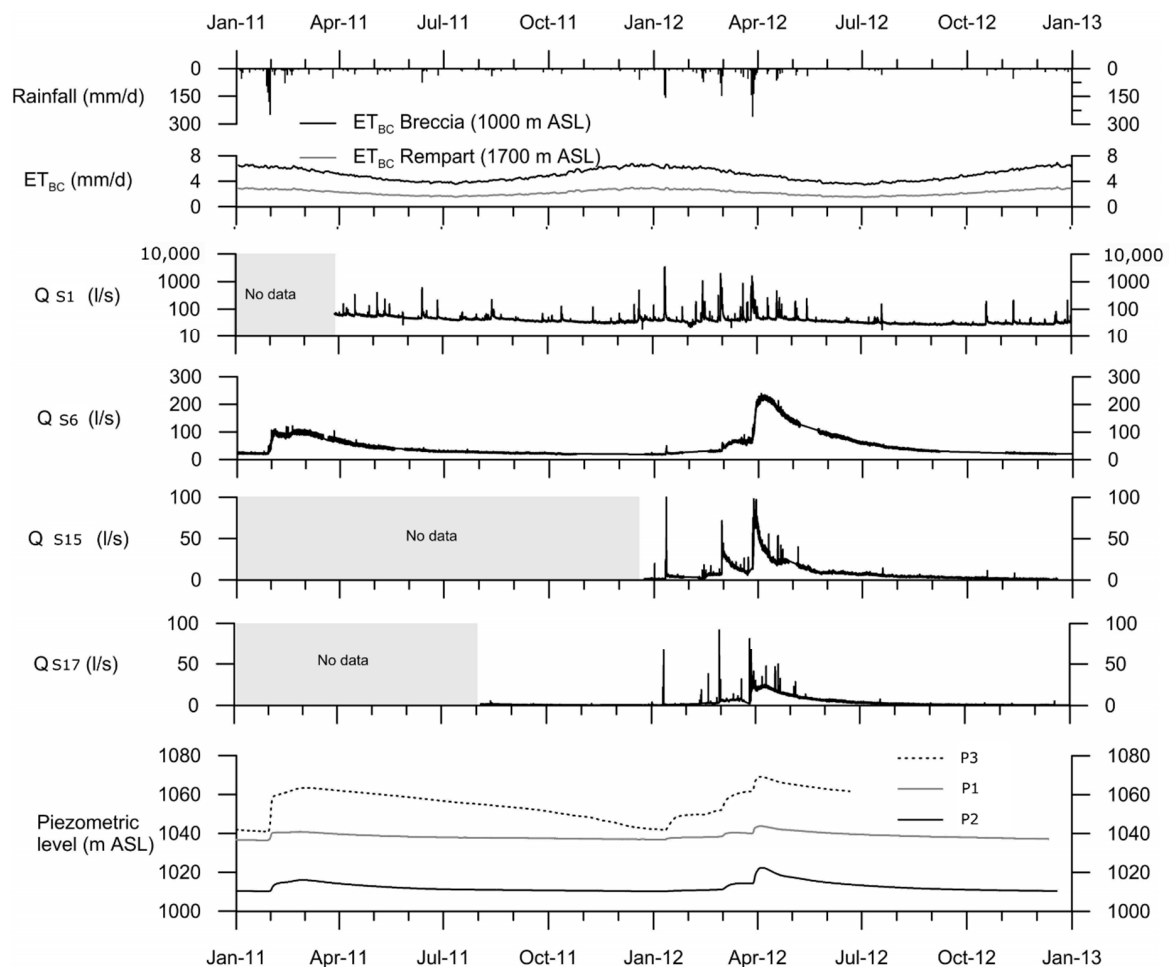 Jan-11 Apr-11 Jul-11 Oct-11 Jan-12 Apr-12 Jul-12 Oct-12 Jan-13
Rainfall (mm/d)
0 0
150 150
300 300
ET_BC Breccia (1000 m ASL)
ET_BC Rempart (1700 m ASL)
ET_BC (mm/d)
8 8
4 4
0 0
Q S1 (l/s)
10,000 10,000
1000 1000
100 100
10 10
No data
Q S6 (l/s)
300 300
200 200
100 100
0 0
Q S15 (l/s)
100 100
50 50
0 0
No data
Q S17 (l/s)
100 100
50 50
0 0
No data
Piezometric
level (m ASL)
1080 1080
1060 1060
1040 1040
1020 1020
1000 1000
P3
P1
P2
Jan-11 Apr-11 Jul-11 Oct-11 Jan-12 Apr-12 Jul-12 Oct-12 Jan-13